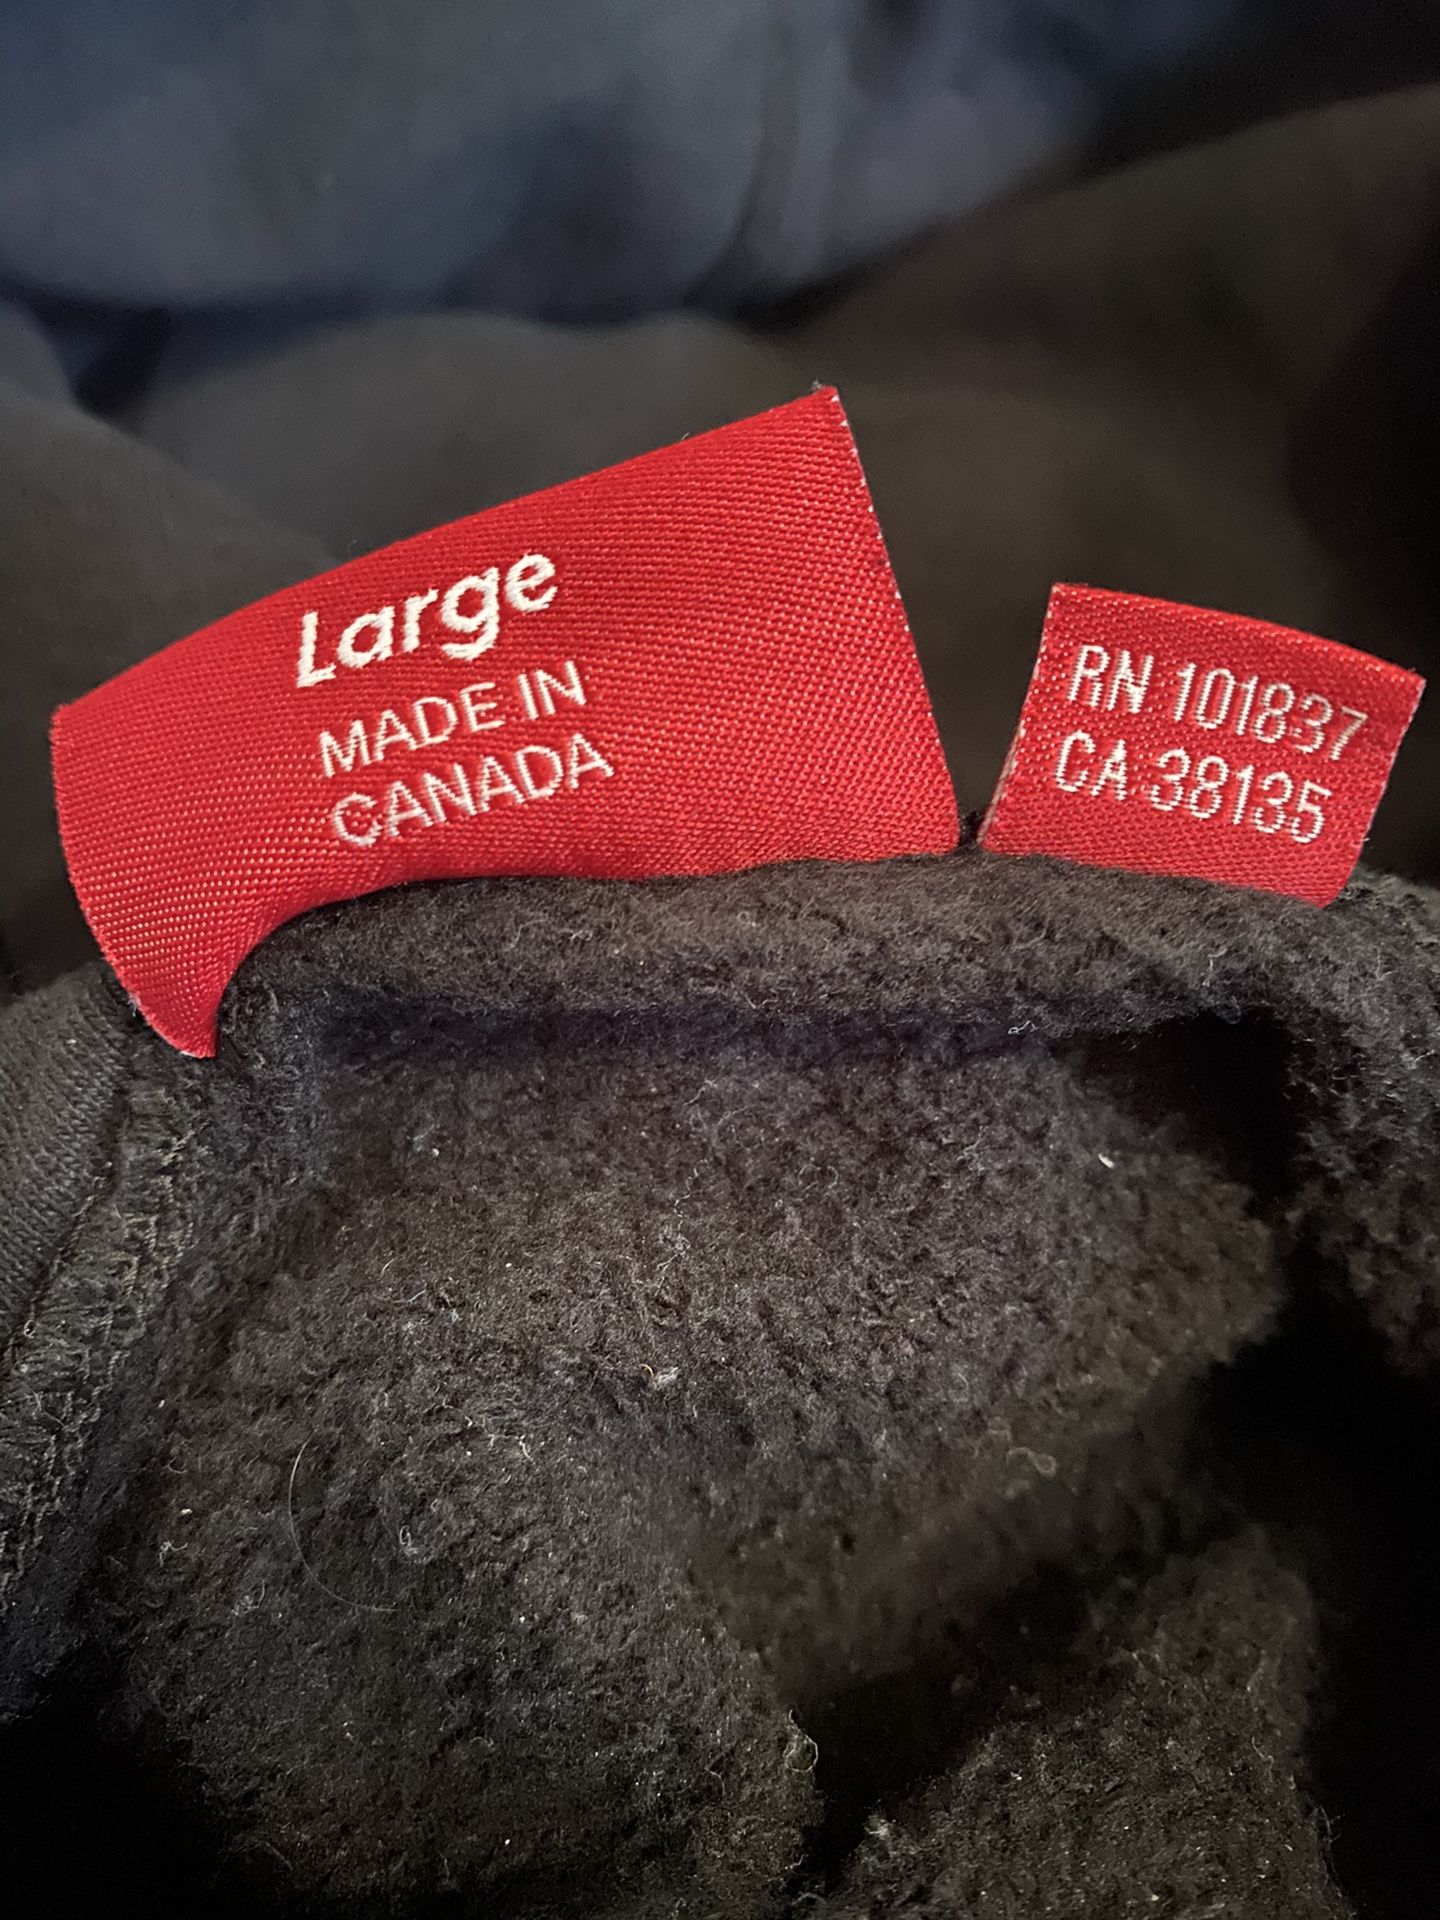 Large
MADE IN
CANADA
RN 101837
CA 38135